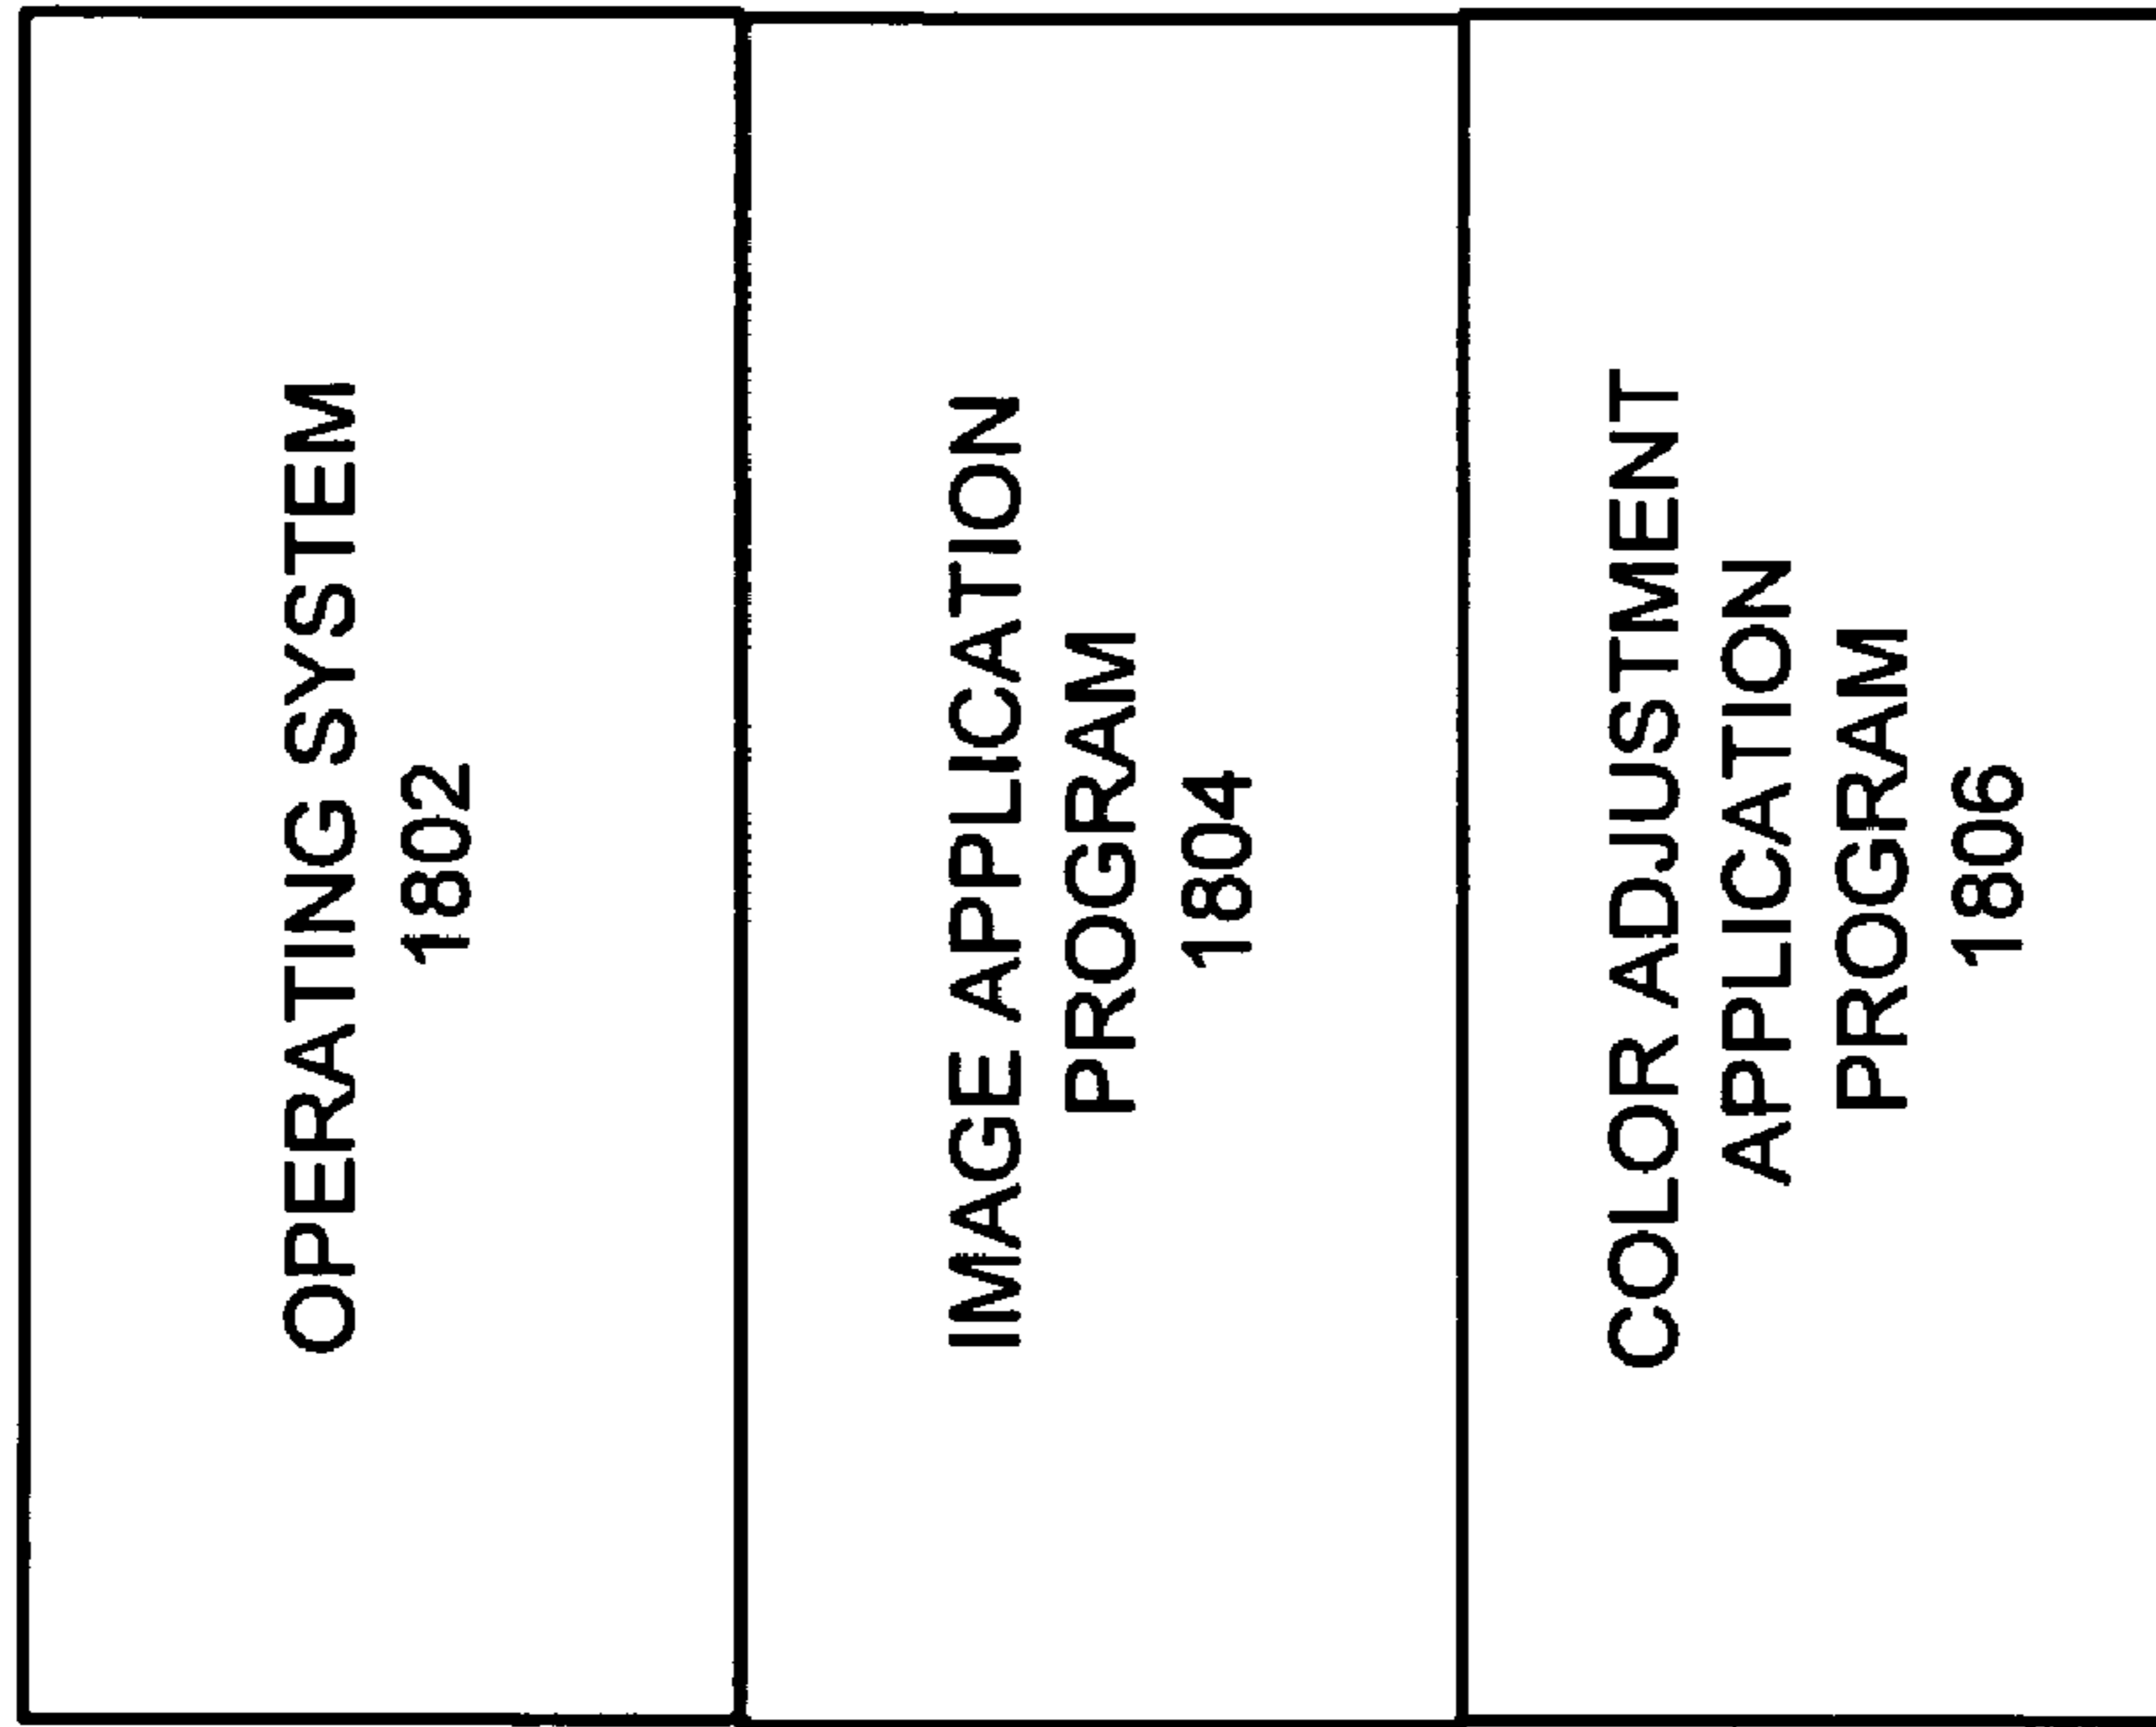 OPERATING SYSTEM
1802
IMAGE APPLICATION
PROGRAM
1804
COLOR ADJUSTMENT
APPLICATION
PROGRAM
1806